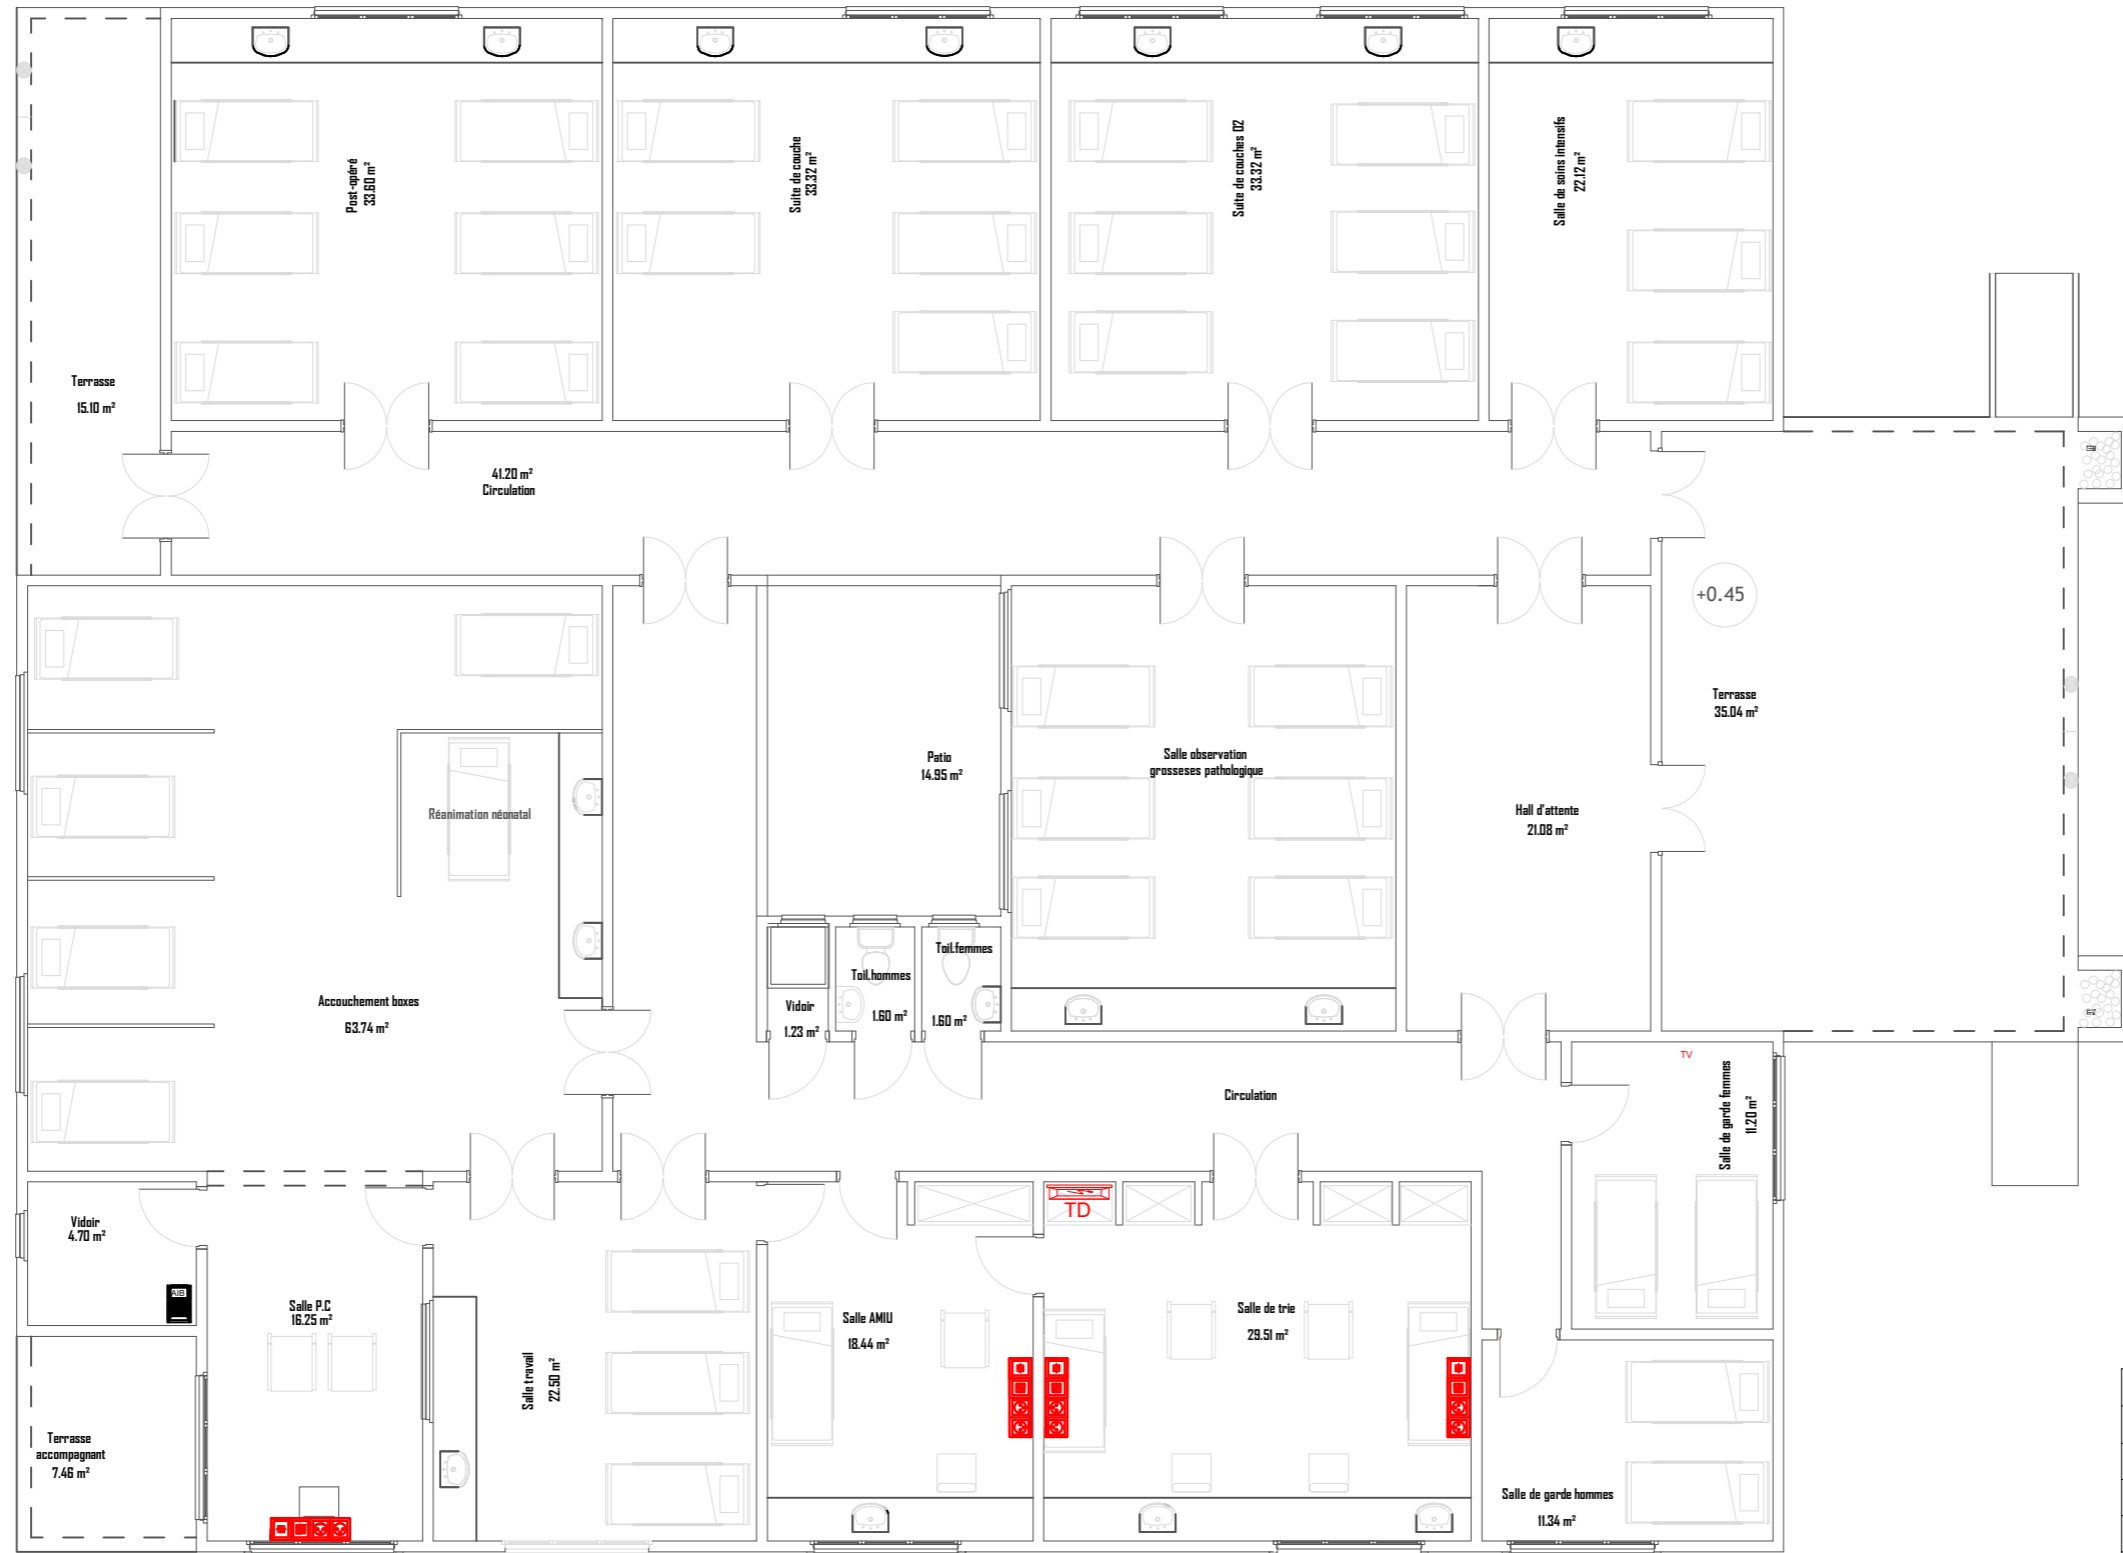 Post-opéré
33.60 m²
Suite de couche
33.32 m²
Suite de couches 02
33.32 m²
Salle de soins intensifs
22.12 m²
Terrasse
15.10 m²
41.20 m²
Circulation
+0.45
Terrasse
35.04 m²
Patio
14.95 m²
Salle observation
grosseses pathologique
Hall d'attente
21.08 m²
Réanimation néonatal
Accouchement boxes
63.74 m²
Vidoir
1.23 m²
Toil.hommes
1.60 m²
Toil.femmes
1.60 m²
Circulation
TV
Salle de garde femmes
11.20 m²
Vidoir
4.70 m²
AIB
Salle P.C
16.25 m²
Salle travail
22.50 m²
Salle AMIU
18.44 m²
TD
Salle de trie
29.51 m²
Terrasse
accompagnant
7.46 m²
Salle de garde hommes
11.34 m²